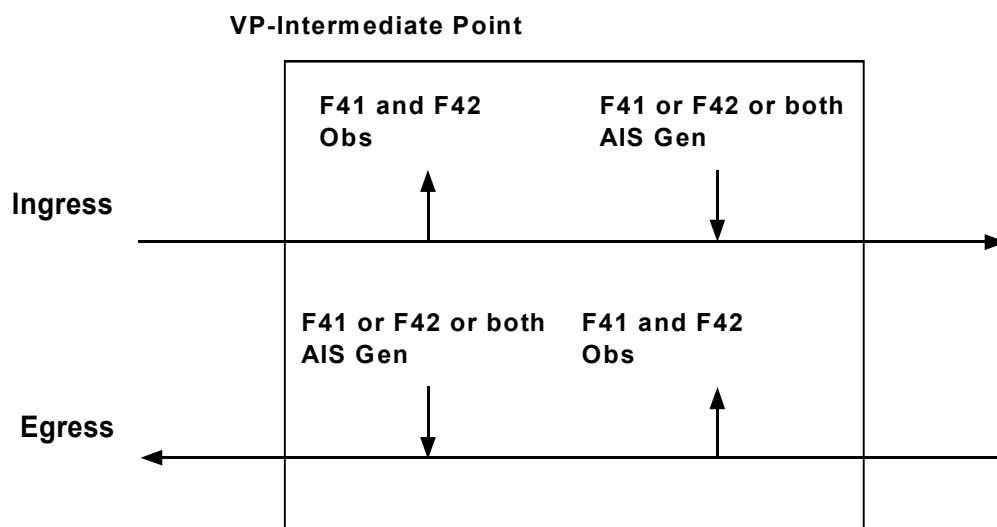 VP-Intermediate Point
F41 and F42
Obs
F41 or F42 or both
AIS Gen
Ingress
F41 or F42 or both
AIS Gen
F41 and F42
Obs
Egress